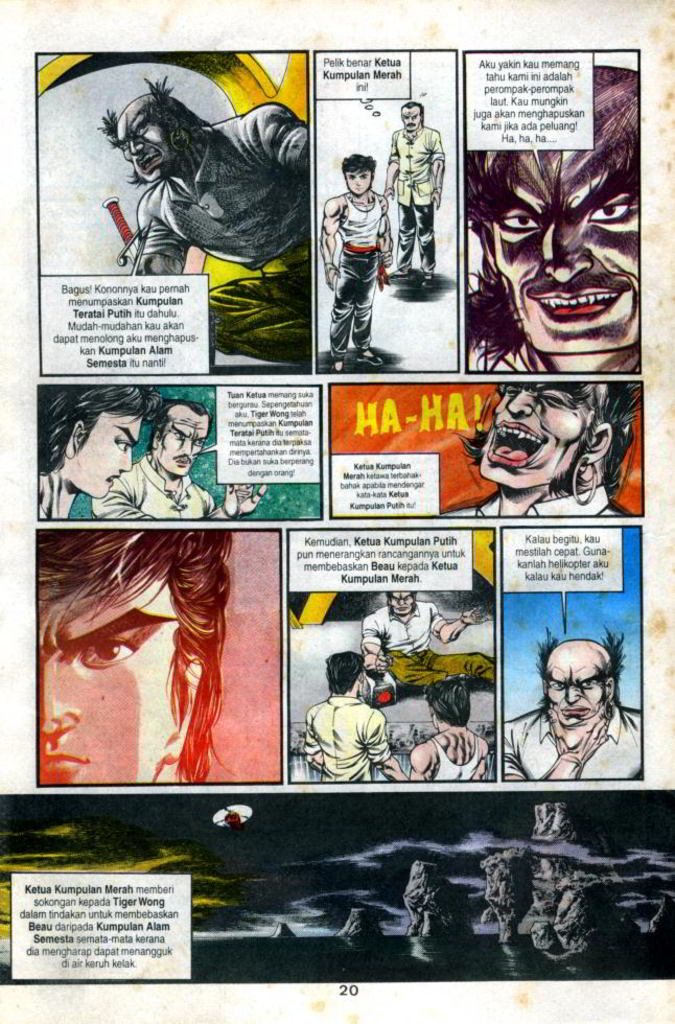 Bagus! Kononnya kau
pernah
menumpaskan Kumpulan
Teratai Putih itu dahulu.
Mudah-mudahan kau akan
dapat menolong aku menghapus-
kan Kumpulan Alam
Semesta itu nanti!
Pelik benar Ketua
Kumpulan Merah
ini!
Aku yakin kau memang
tahu kami ini adalah
perompak-perompak
laut. Kau mungkin
juga akan menghapuskan
kami jika ada peluang!
Ha, ha, ha....
Tuan Ketua memang suka
bergurau. Sepengetahuan
aku, Tiger Wong telah
menumpaskan Kumpulan
Teratai Putih itu semata-
mata kerana dia terpaksa
mempertahankan dirinya.
Dia bukan suka berperang
dengan orang!
HA-HA!
Ketua Kumpulan
Merah ketawa terbahak-
bahak apabila mendengar
kata-kata Ketua
Kumpulan Putih itu!
Kemudian, Ketua Kumpulan Putih
pun menerangkan rancangannya untuk
membebaskan Beau kepada Ketua
Kumpulan Merah.
Kalau begitu, kau
mestilah cepat. Guna-
kanlah helikopter aku
kalau kau hendak!
Ketua Kumpulan Merah memberi
sokongan kepada Tiger Wong
dalam tindakan untuk membebaskan
Beau daripada Kumpulan Alam
Semesta semata-mata kerana
dia mengharap dapat menangguk
di air keruh kelak.
20